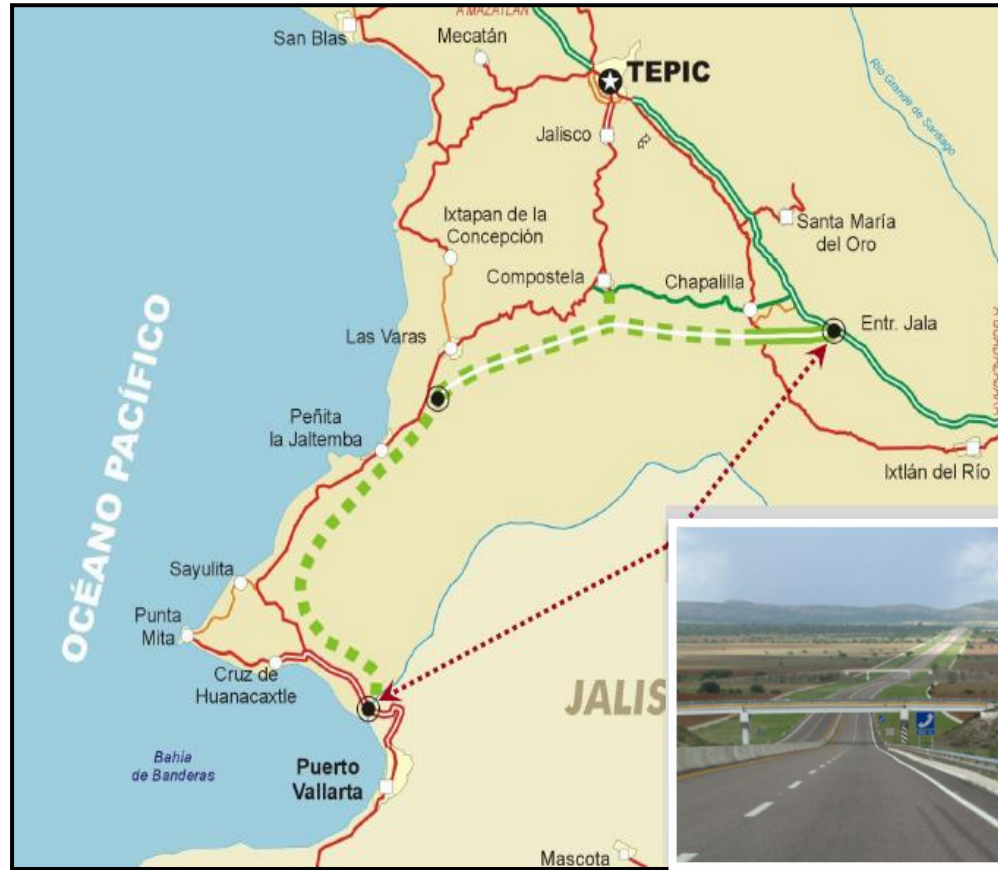 A MAZATLÁN
San Blas
Mecatán
TEPIC
Río Grande de Santiago
Jalisco
Ixtapan de la
Concepción
Santa María
del Oro
Compostela
Chapalilla
Entr. Jala
Las Varas
Peñita
la Jaltemba
Ixtlán del Río
OCÉANO PACÍFICO
Sayulita
Punta
Mita
Cruz de
Huanacaxtle
JALIS
Bahía
de Banderas
Puerto
Vallarta
Mascota